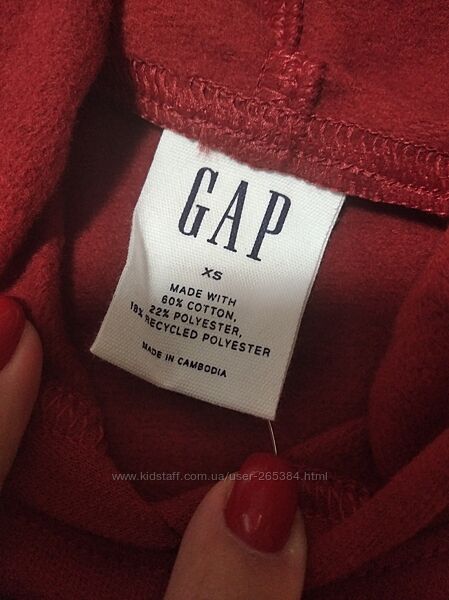 GAP
XS
MADE WITH
60% COTTON,
22% POLYESTER,
18% RECYCLED POLYESTER
MADE IN CAMBODIA
www.kidstaff.com.ua/user-265384.html